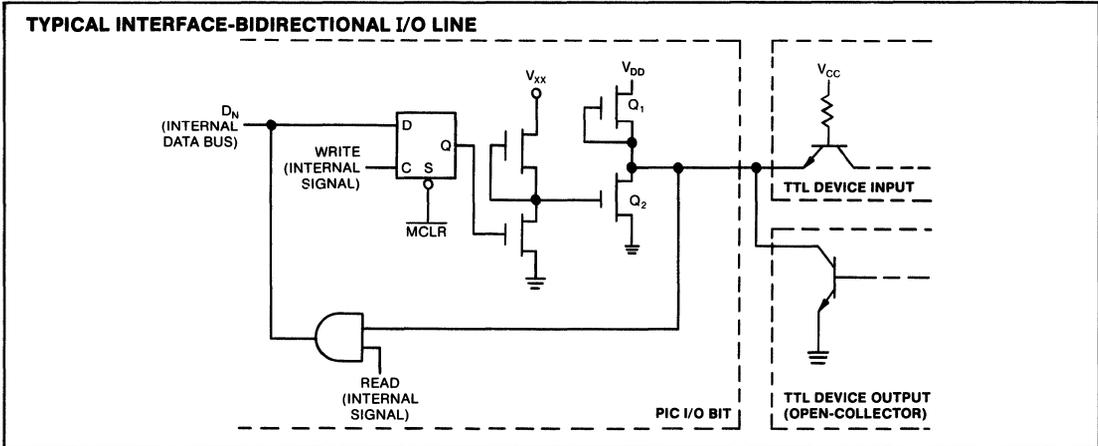 TYPICAL INTERFACE-BIDIRECTIONAL I/O LINE
V_XX
V_DD
V_CC
Q_1
D_N
(INTERNAL
DATA BUS)
D
Q
WRITE
(INTERNAL
SIGNAL)
C S
MCLR
Q_2
TTL DEVICE INPUT
READ
(INTERNAL
SIGNAL)
PIC I/O BIT
TTL DEVICE OUTPUT
(OPEN-COLLECTOR)